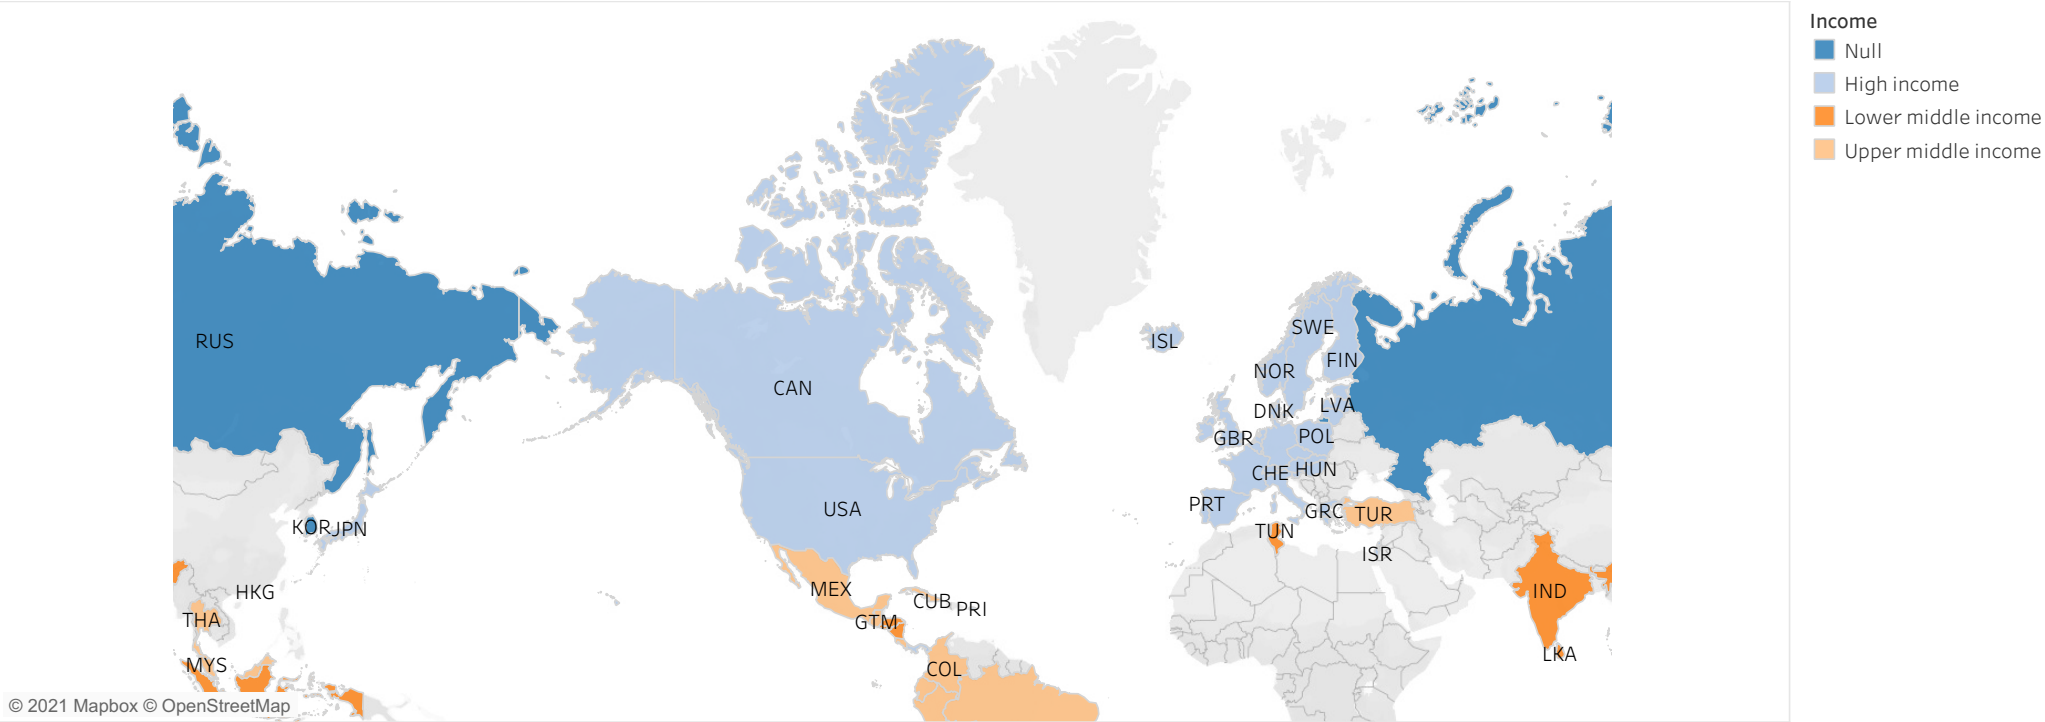 Income
Null
High income
Lower middle income
Upper middle income
RUS
CAN
USA
ISL
SWE
FIN
NOR
LVA
DNK
GBR
POL
CHE
HUN
PRT
GRC
TUR
KOR
JPN
TUN
ISR
HKG
MEX
CUB
PRI
IND
THA
GTM
MYS
COL
LKA
© 2021 Mapbox © OpenStreetMap